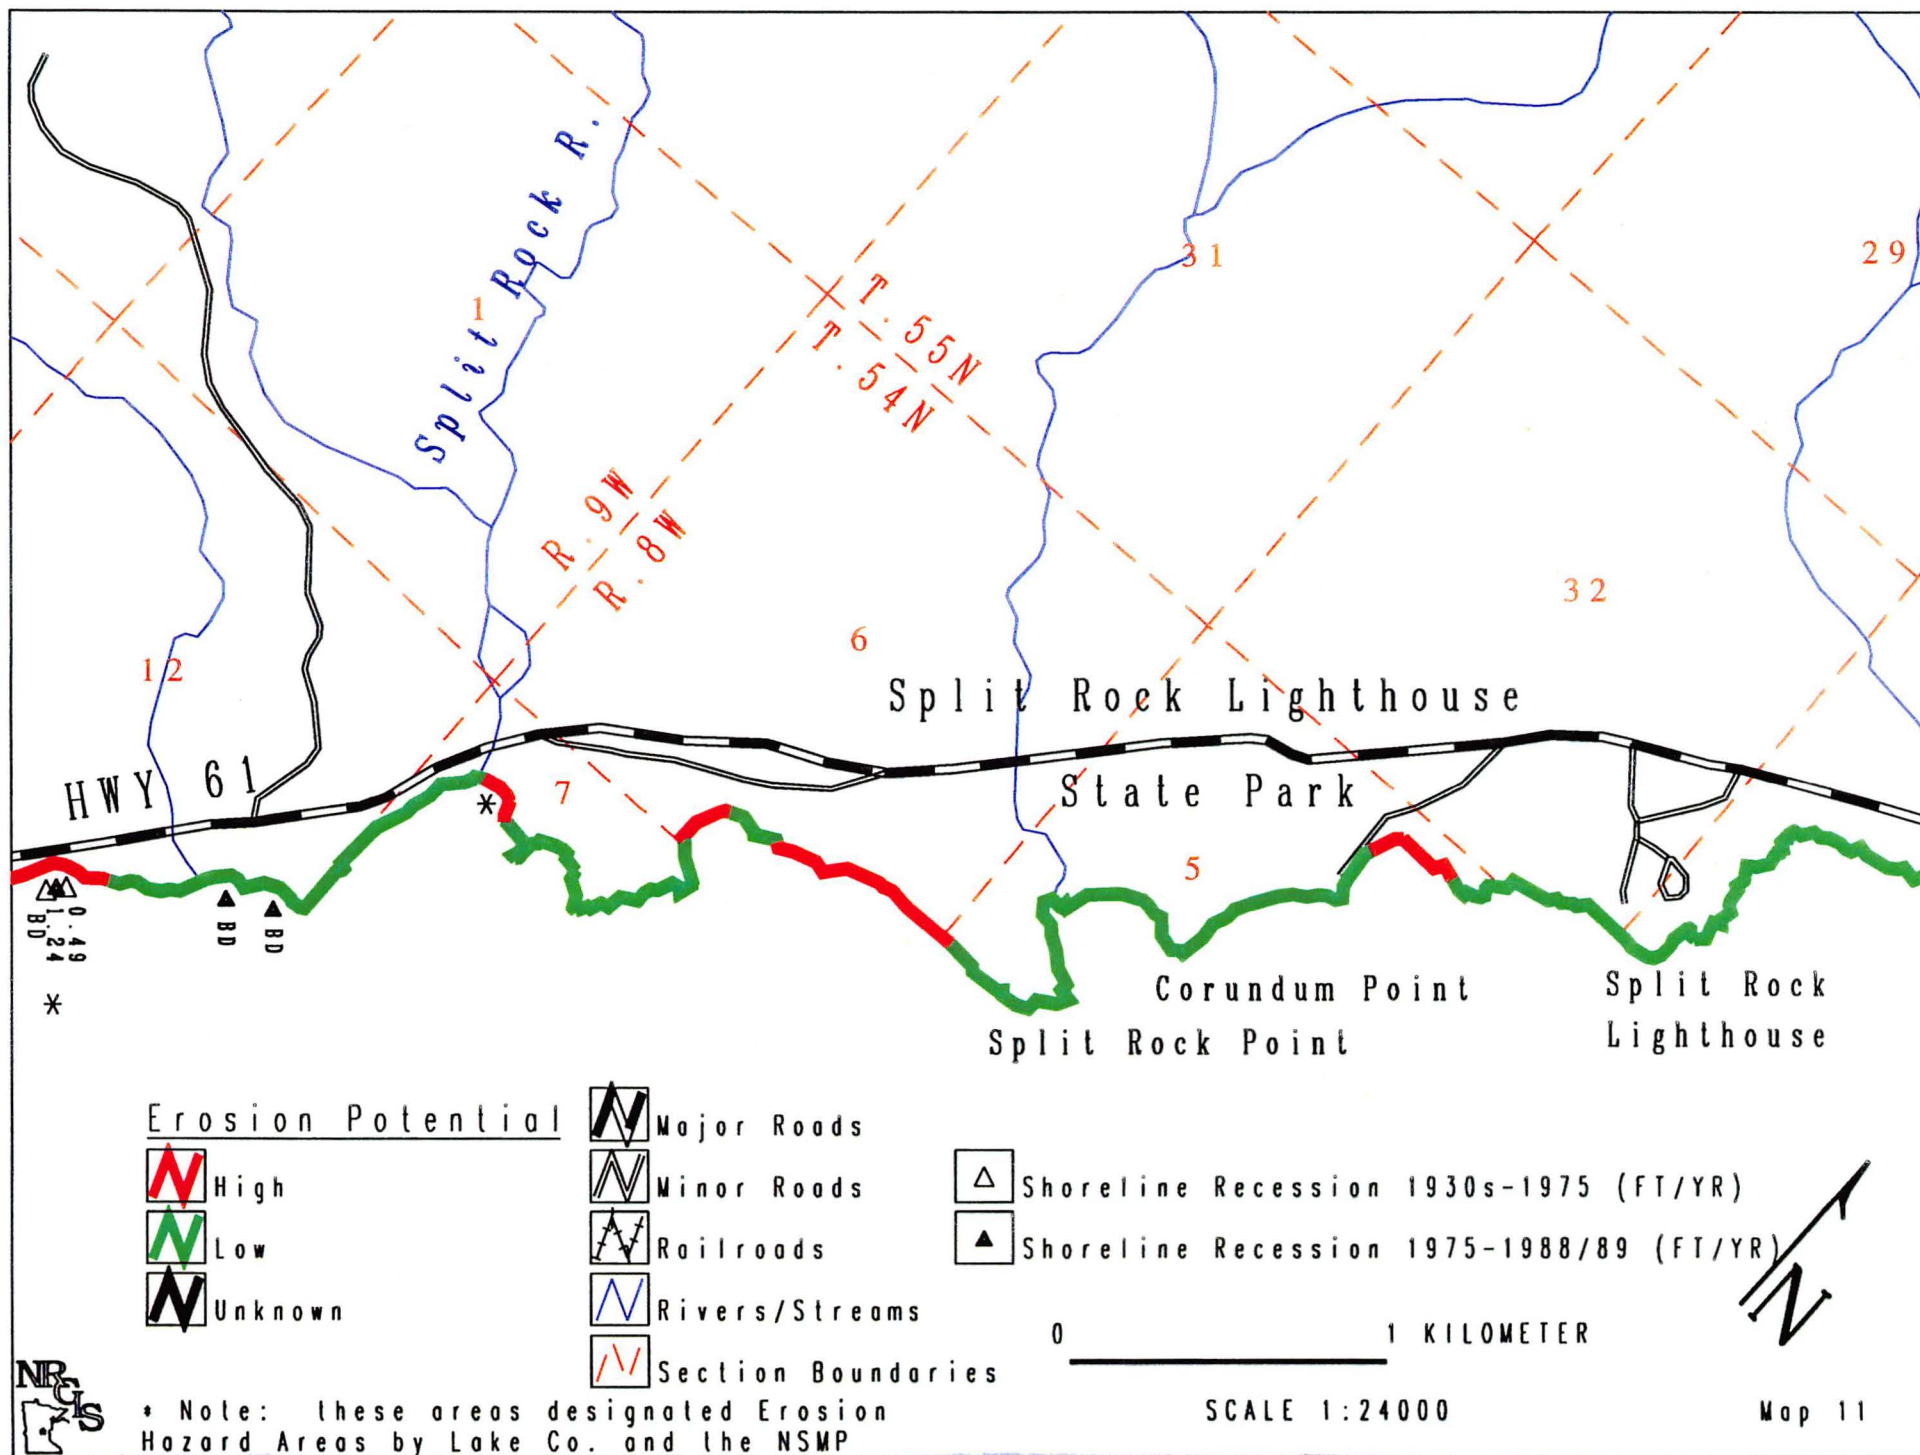 Split Rock R.
1
31
29
T. 55N
T. 54N
R. 9W
R. 8W
32
12
6
Split Rock Lighthouse
State Park
HWY 61
7
5
0.49
1.24
BD
BD
BD
*
*
Corundum Point
Split Rock Point
Split Rock
Lighthouse
Erosion Potential
High
Low
Unknown
Major Roads
Minor Roads
Railroads
Rivers/Streams
Section Boundaries
Shoreline Recession 1930s-1975 (FT/YR)
Shoreline Recession 1975-1988/89 (FT/YR)
N
0 1 KILOMETER
SCALE 1:24000
Map 11
NRGIS
* Note: these areas designated Erosion
Hazard Areas by Lake Co. and the NSMP